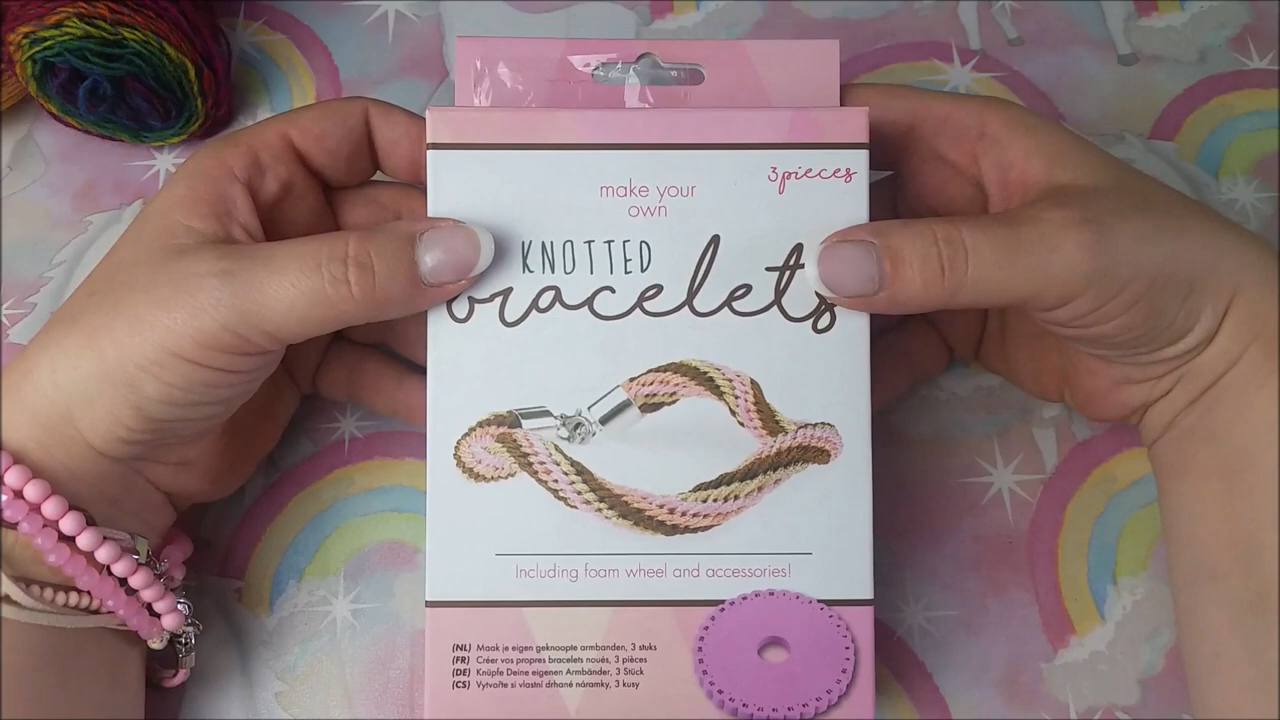 3 pieces
make your
own
KNOTTED
bracelets
Including foam wheel and accessories!
(NL) Maak je eigen geknoopte armbanden, 3 stuks
(FR) Créer vos propres bracelets noués, 3 pièces
(DE) Knüpfe Deine eigenen Armbänder, 3 Stück
(CS) Vytvořte si vlastní drhané náramky, 3 kusy